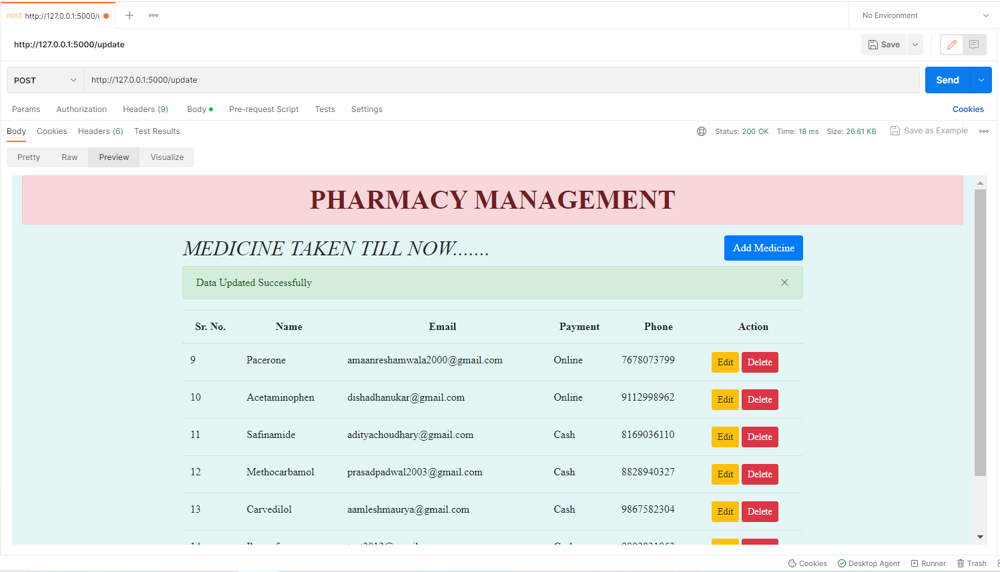 POST http://127.0.0.1:5000/u
No Environment
http://127.0.0.1:5000/update
Save
POST http://127.0.0.1:5000/update Send
Params Authorization Headers (9) Body Pre-request Script Tests Settings Cookies
Body Cookies Headers (6) Test Results Status: 200 OK Time: 18 ms Size: 26.61 KB Save as Example
Pretty Raw Preview Visualize
PHARMACY MANAGEMENT
MEDICINE TAKEN TILL NOW....... Add Medicine
Data Updated Successfully
Sr. No. Name Email Payment Phone Action
9 Pacerone amaanreshamwala2000@gmail.com Online 7678073799 Edit Delete
10 Acetaminophen dishadhanukar@gmail.com Online 9112998962 Edit Delete
11 Safinamide adityachoudhary@gmail.com Cash 8169036110 Edit Delete
12 Methocarbamol prasadpadwal2003@gmail.com Cash 8828940327 Edit Delete
13 Carvedilol aamleshmaurya@gmail.com Cash 9867582304 Edit Delete
Cookies Desktop Agent Runner Trash